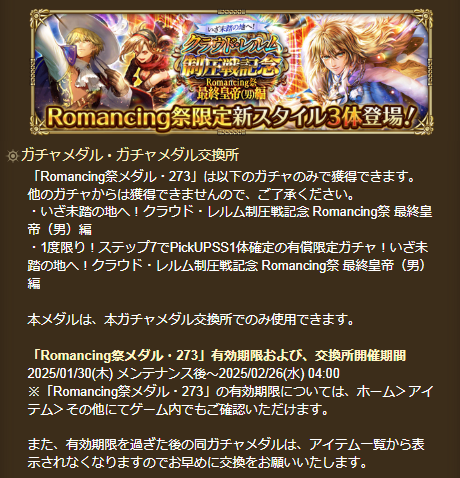 いざ未踏の地へ!
クラウド・レルム
制圧戦記念
Romancing祭
最終皇帝(男)編
Romancing祭限定新スタイル3体登場!
ガチャメダル・ガチャメダル交換所
「Romancing祭メダル・273」は以下のガチャのみで獲得できます。
他のガチャからは獲得できませんので、ご了承ください。
・いざ未踏の地へ！クラウド・レルム制圧戦記念 Romancing祭 最終皇
帝（男）編
・1度限り！ステップ7でPickUPSS1体確定の有償限定ガチャ！いざ未
踏の地へ！クラウド・レルム制圧戦記念 Romancing祭 最終皇帝（男）
編
本メダルは、本ガチャメダル交換所でのみ使用できます。
「Romancing祭メダル・273」有効期限および、交換所開催期間
2025/01/30(木) メンテナンス後～2025/02/26(水) 04:00
※「Romancing祭メダル・273」の有効期限については、ホーム＞アイ
テム＞その他にてゲーム内でもご確認いただけます。
また、有効期限を過ぎた後の同ガチャメダルは、アイテム一覧から表
示されなくなりますのでお早めに交換をお願いいたします。